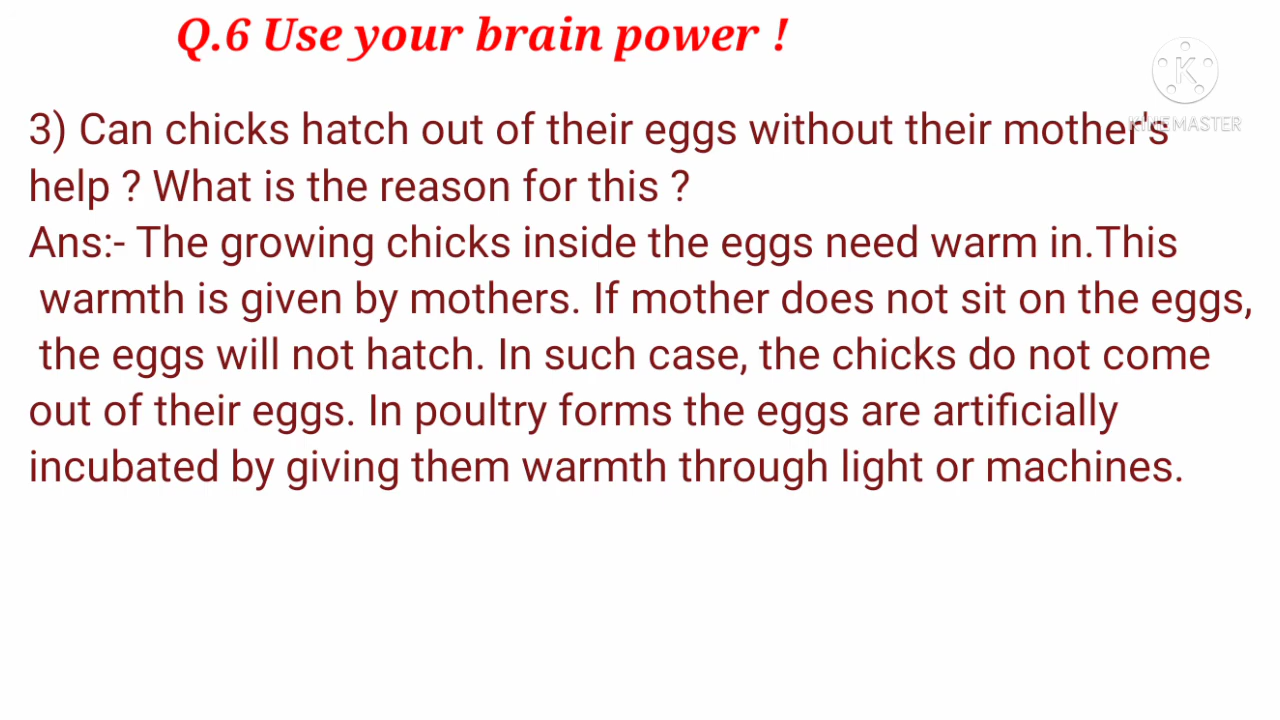 Q.6 Use your brain power !
K
KINEMASTER
3) Can chicks hatch out of their eggs without their mother's
help ? What is the reason for this ?
Ans:- The growing chicks inside the eggs need warm in.This
warmth is given by mothers. If mother does not sit on the eggs,
the eggs will not hatch. In such case, the chicks do not come
out of their eggs. In poultry forms the eggs are artificially
incubated by giving them warmth through light or machines.